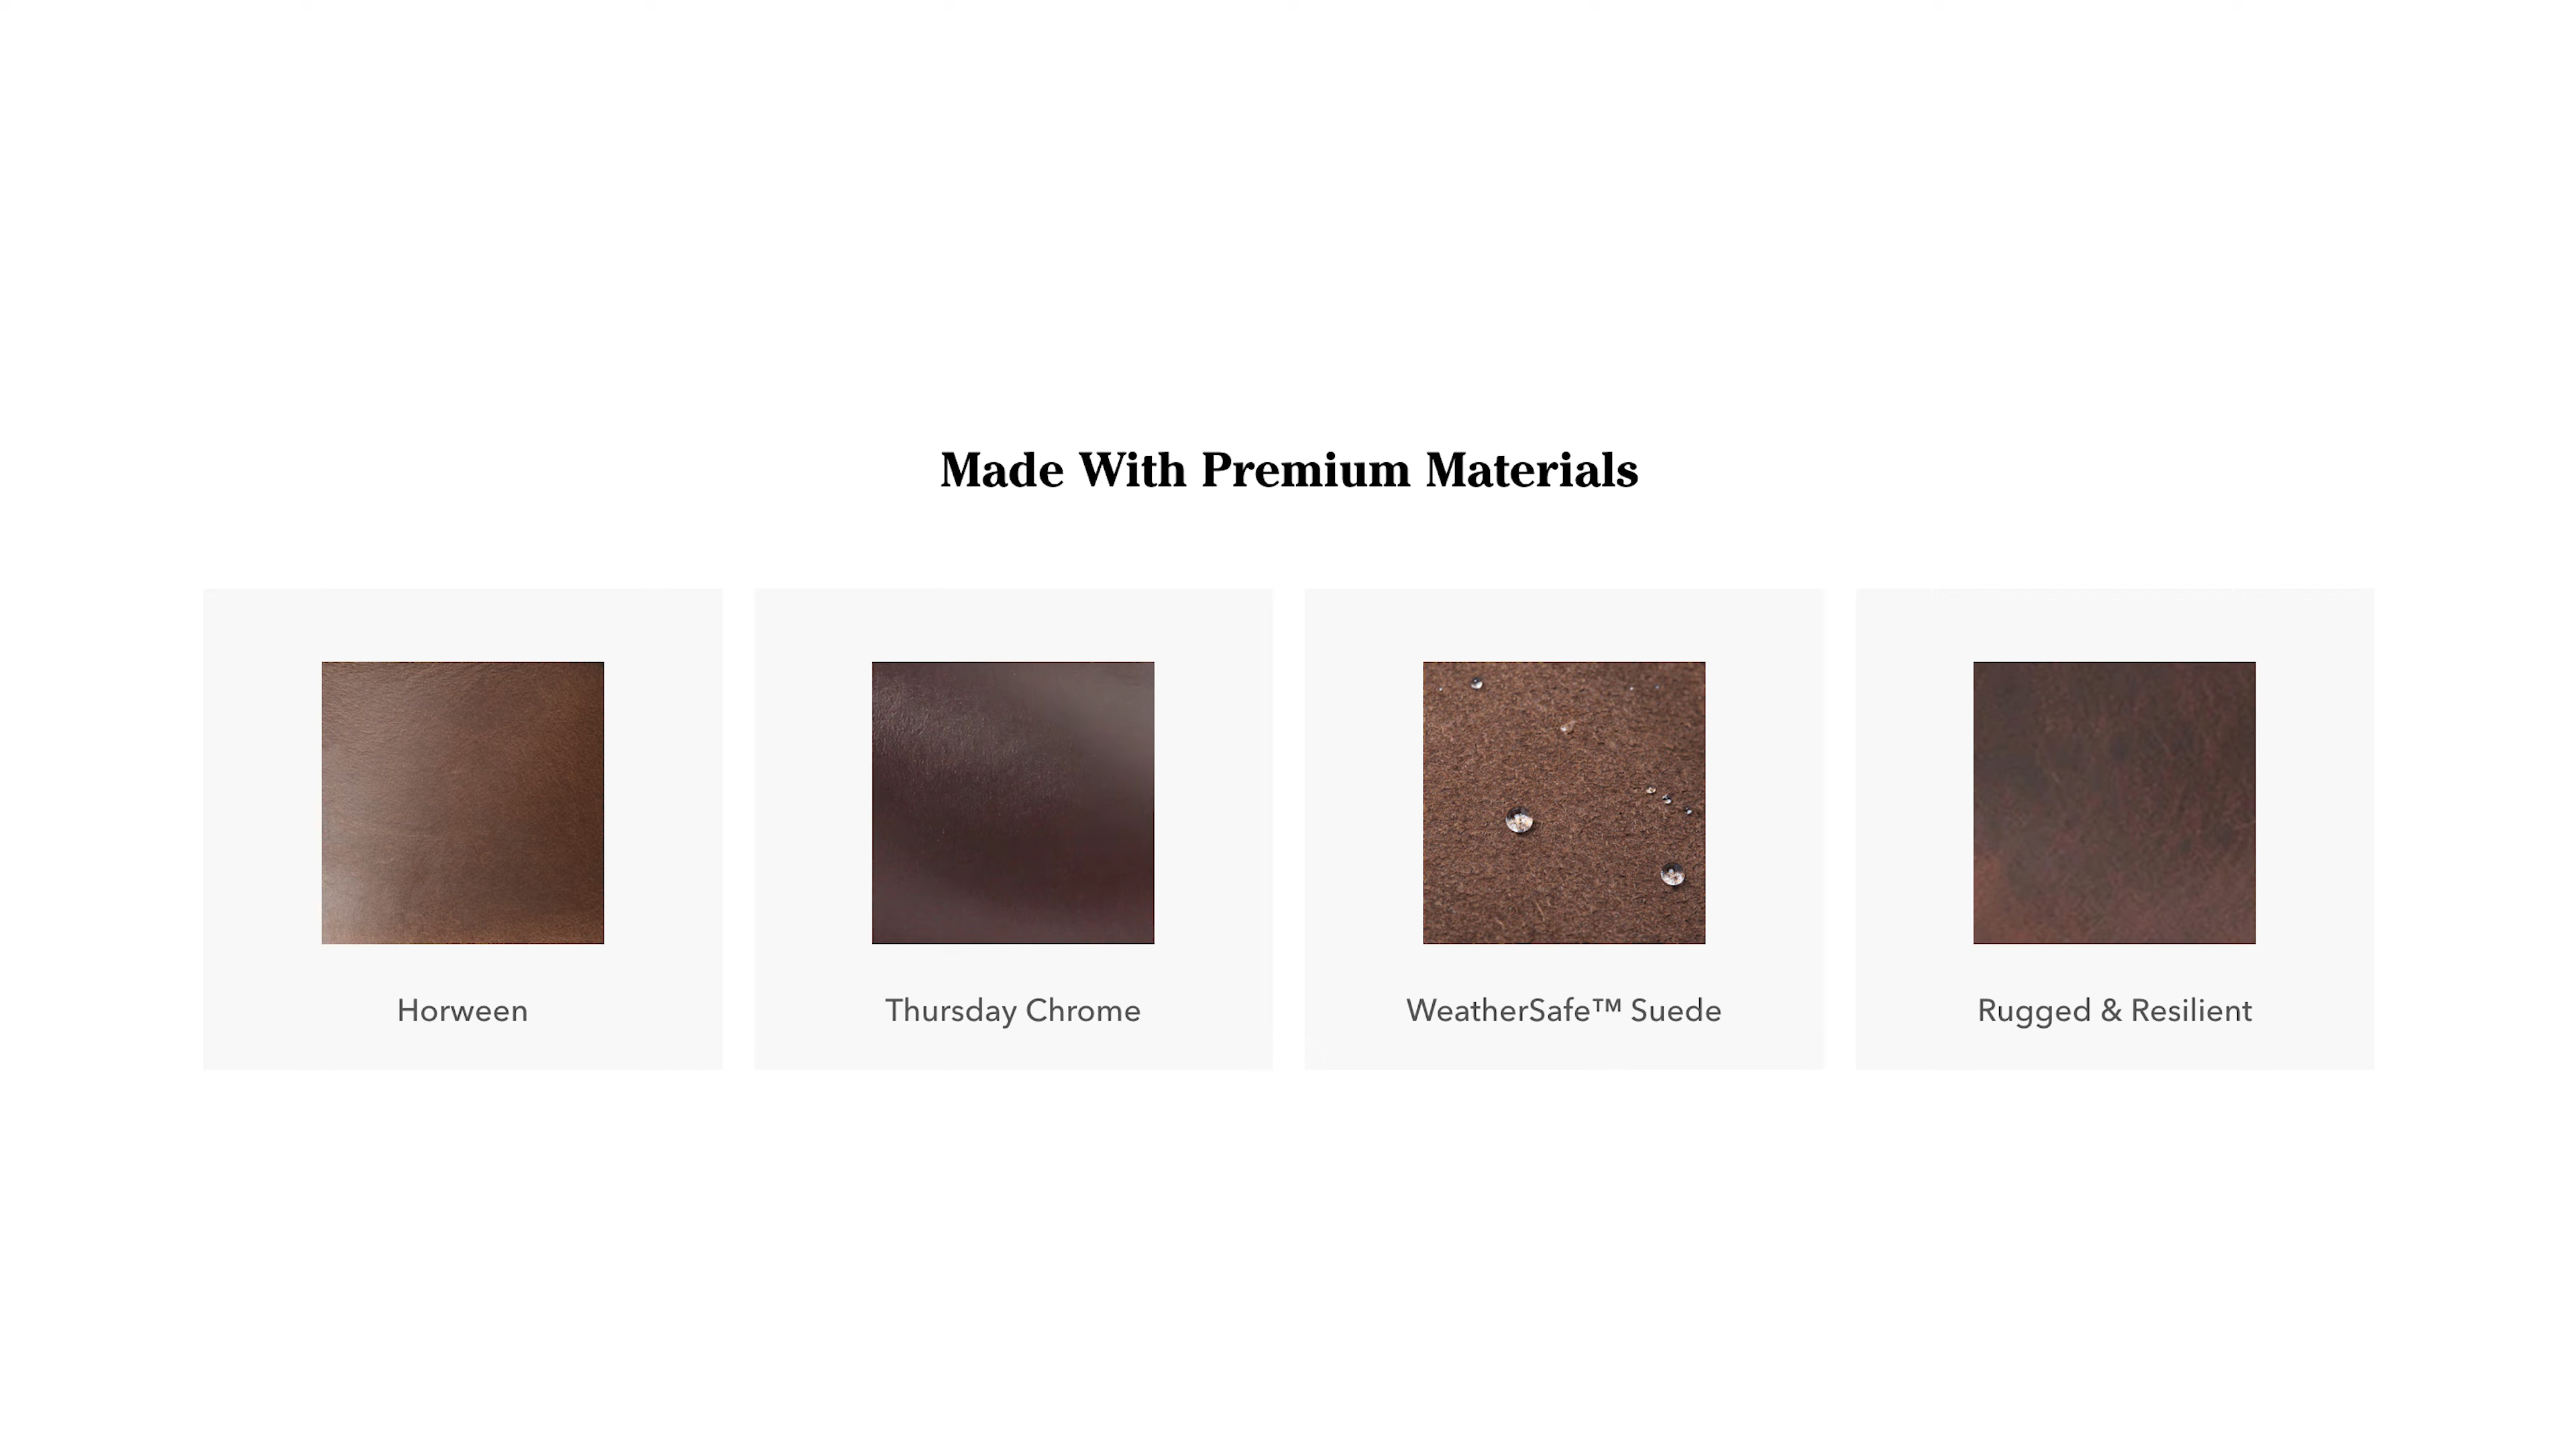 Made With Premium Materials
Horween
Thursday Chrome
WeatherSafe™ Suede
Rugged & Resilient